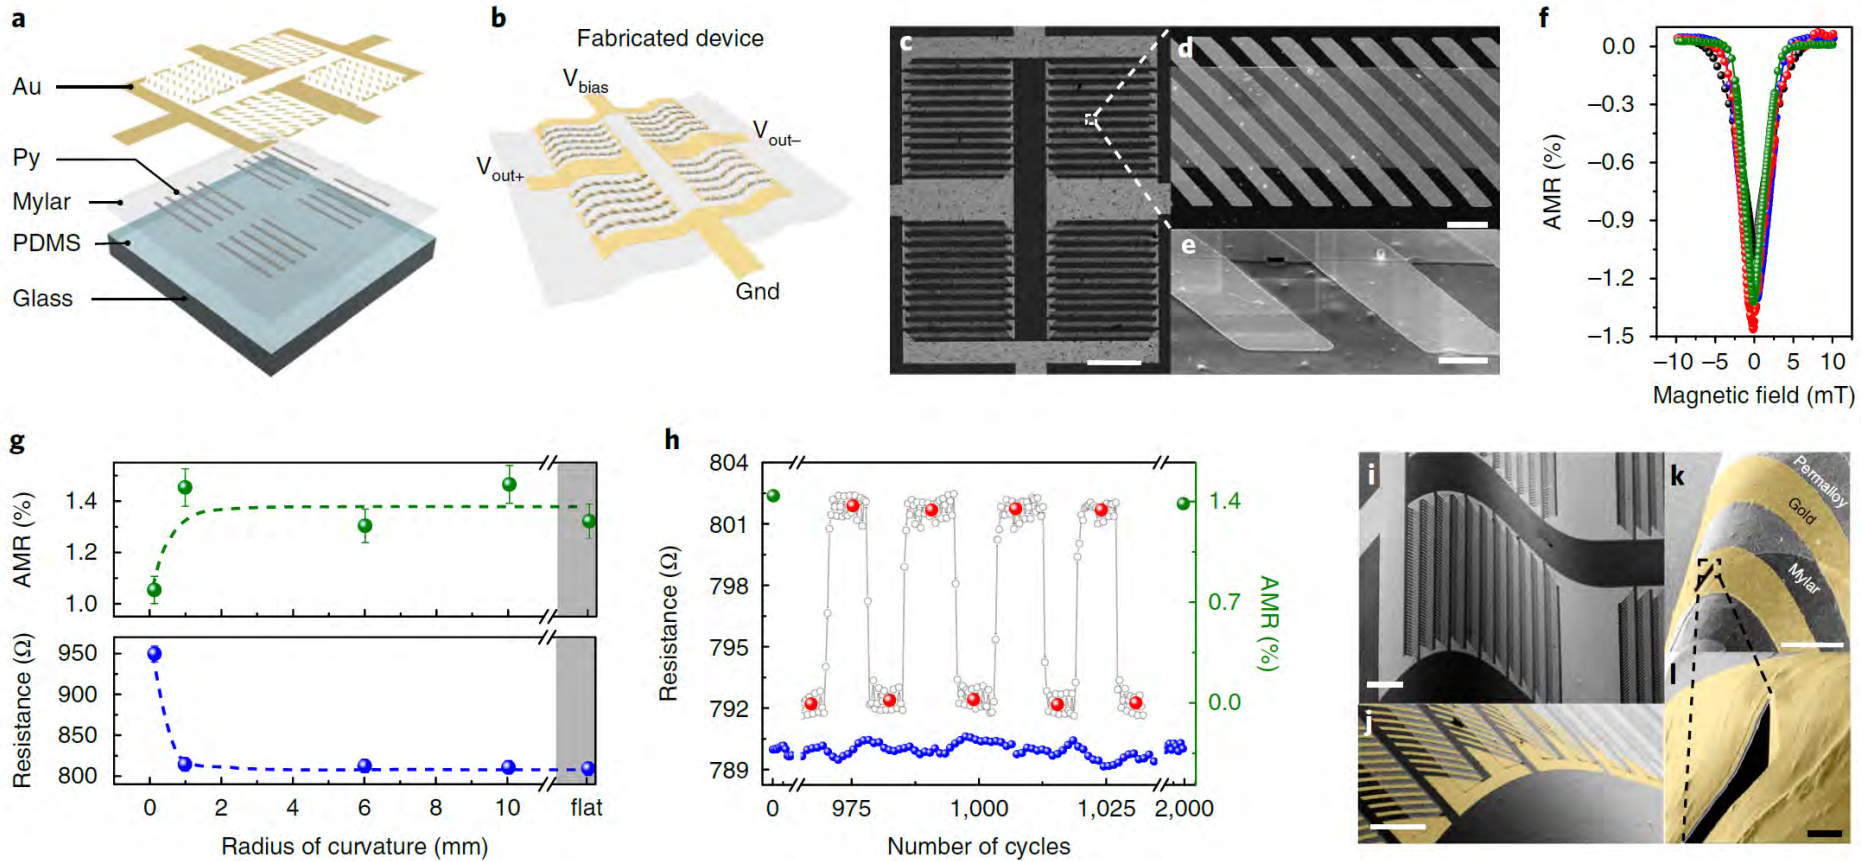 a
Au
Py
Mylar
PDMS
Glass
b
Fabricated device
V bias
V out–
V out+
Gnd
c
d
e
f
0.0
–0.3
–0.6
–0.9
–1.2
–1.5
AMR (%)
–10 –5 0 5 10
Magnetic field (mT)
g
1.4
1.2
1.0
AMR (%)
950
900
850
800
Resistance (Ω)
0 2 4 6 8 10 flat
Radius of curvature (mm)
h
804
801
798
795
792
789
Resistance (Ω)
1.4
0.7
0.0
AMR (%)
0 975 1,000 1,025 2,000
Number of cycles
i
j
k
Permalloy
Gold
Mylar
l